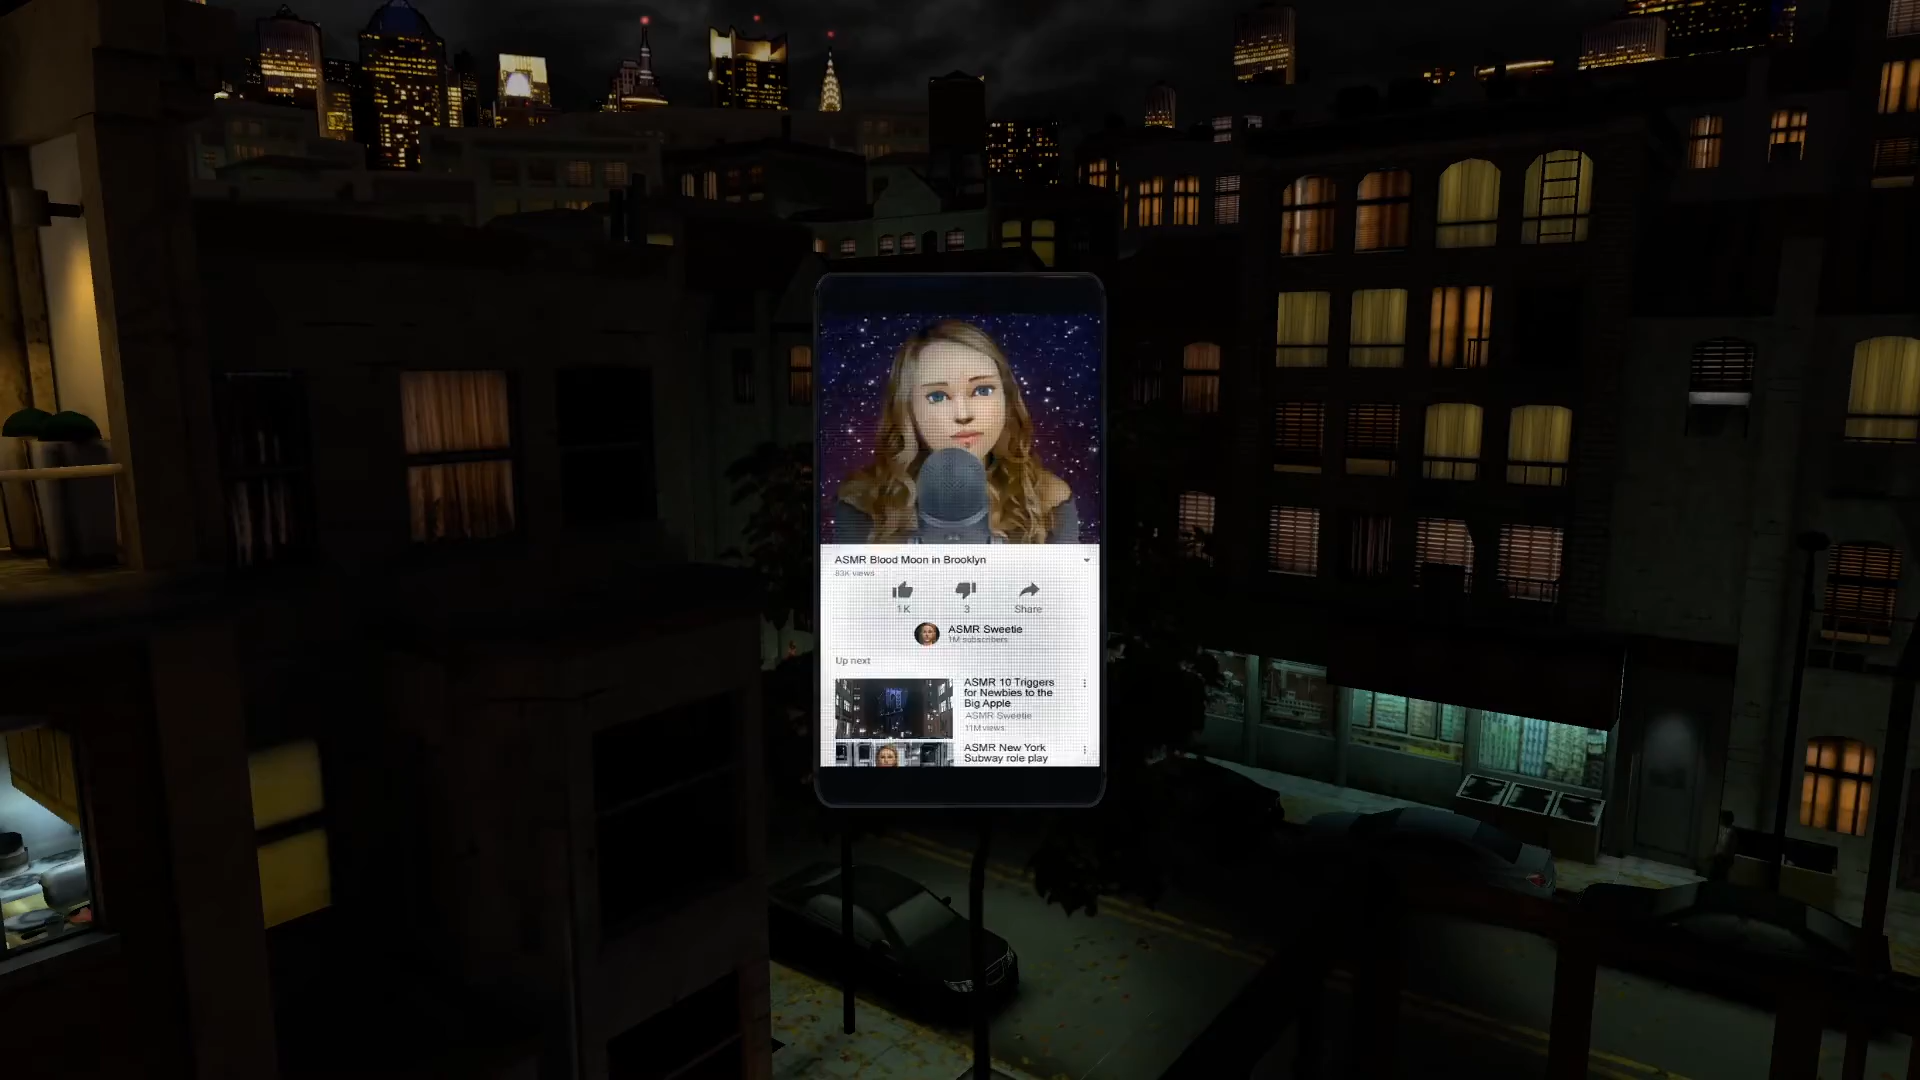 ASMR Blood Moon in Brooklyn
83K views
1K
3
Share
ASMR Sweetie
1M subscribers
Up next
ASMR 10 Triggers
for Newbies to the
Big Apple
ASMR Sweetie
11M views
ASMR New York
Subway role play